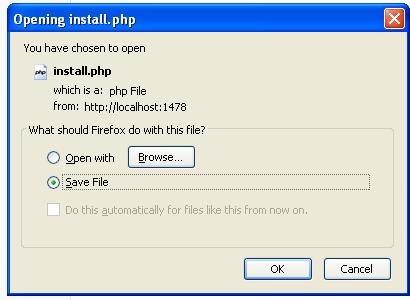 Opening install.php
You have chosen to open
php install.php
which is a: php File
from: http://localhost:1478
What should Firefox do with this file?
Open with Browse...
Save File
Do this automatically for files like this from now on.
OK Cancel